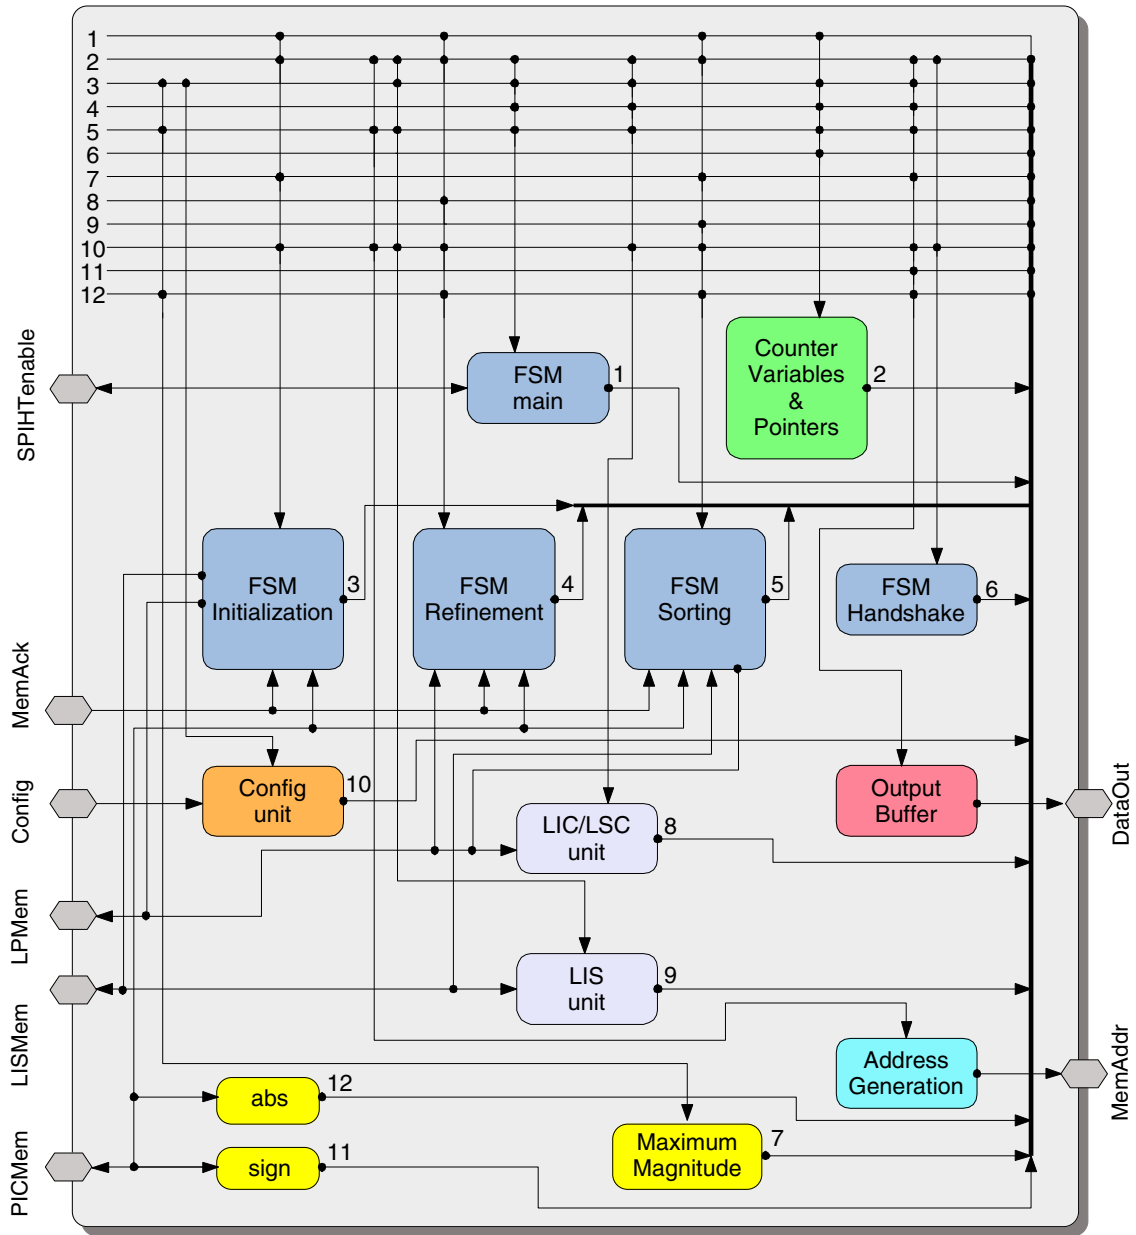 1
2
3
4
5
6
7
8
9
10
11
12
SPIHTenable
FSM
main
1
Counter
Variables
&
Pointers
2
FSM
Initialization
3
FSM
Refinement
4
FSM
Sorting
5
FSM
Handshake
6
MemAck
Config
Config
unit
10
LIC/LSC
unit
8
Output
Buffer
DataOut
LPMem
LIS
unit
9
LISMem
Address
Generation
MemAddr
abs
12
Maximum
Magnitude
7
PICMem
sign
11